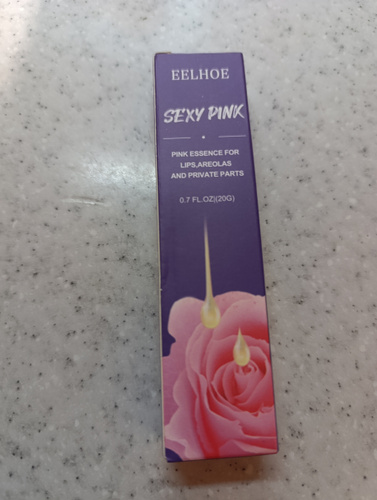 EELHOE
SEXY PINK
PINK ESSENCE FOR
LIPS,AREOLAS
AND PRIVATE PARTS
0.7 FL.OZ(20G)